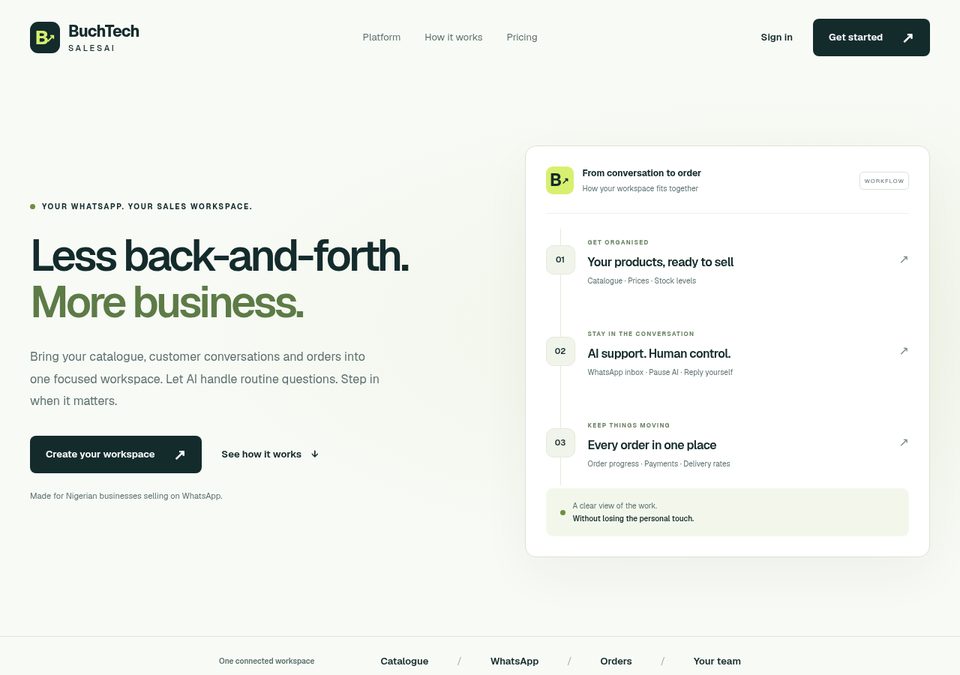 B↗ BuchTech
SALESAI
Platform How it works Pricing
Sign in Get started ↗
YOUR WHATSAPP. YOUR SALES WORKSPACE.
Less back-and-forth.
More business.
Bring your catalogue, customer conversations and orders into
one focused workspace. Let AI handle routine questions. Step in
when it matters.
Create your workspace ↗ See how it works ↓
Made for Nigerian businesses selling on WhatsApp.
B↗ From conversation to order
How your workspace fits together
WORKFLOW
GET ORGANISED
01 Your products, ready to sell ↗
Catalogue · Prices · Stock levels
STAY IN THE CONVERSATION
02 AI support. Human control. ↗
WhatsApp inbox · Pause AI · Reply yourself
KEEP THINGS MOVING
03 Every order in one place ↗
Order progress · Payments · Delivery rates
A clear view of the work.
Without losing the personal touch.
One connected workspace Catalogue / WhatsApp / Orders / Your team